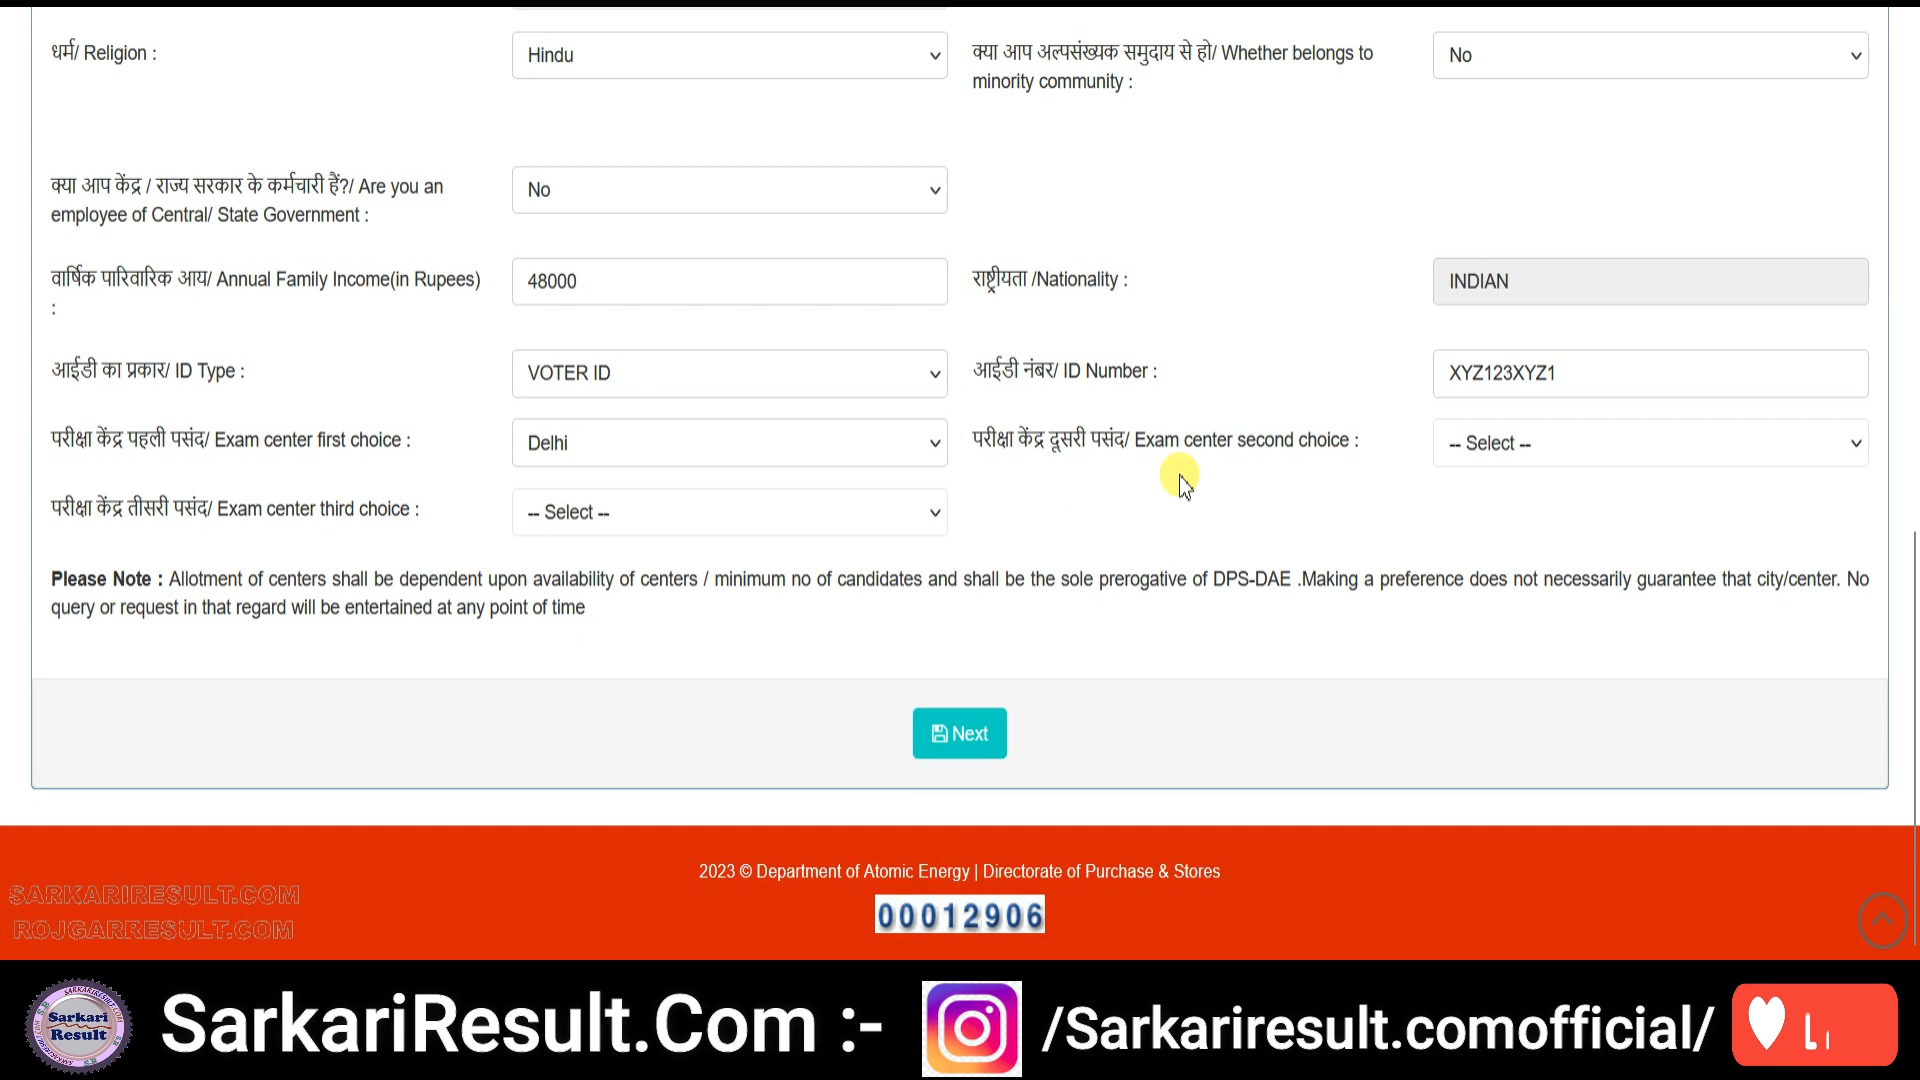 धर्म/ Religion :
Hindu
क्या आप अल्पसंख्यक समुदाय से हो/ Whether belongs to
minority community :
No
क्या आप केंद्र / राज्य सरकार के कर्मचारी हैं?/ Are you an
employee of Central/ State Government :
No
वार्षिक पारिवारिक आय/ Annual Family Income(in Rupees)
:
48000
राष्ट्रीयता /Nationality :
INDIAN
आईडी का प्रकार/ ID Type :
VOTER ID
आईडी नंबर/ ID Number :
XYZ123XYZ1
परीक्षा केंद्र पहली पसंद/ Exam center first choice :
Delhi
परीक्षा केंद्र दूसरी पसंद/ Exam center second choice :
-- Select --
परीक्षा केंद्र तीसरी पसंद/ Exam center third choice :
-- Select --
Please Note : Allotment of centers shall be dependent upon availability of centers / minimum no of candidates and shall be the sole prerogative of DPS-DAE .Making a preference does not necessarily guarantee that city/center. No
query or request in that regard will be entertained at any point of time
Next
2023 © Department of Atomic Energy | Directorate of Purchase & Stores
00012906
SARKARIRESULT.COM
ROJGARRESULT.COM
Sarkari
Result
SarkariResult.Com :-
/Sarkariresult.comofficial/